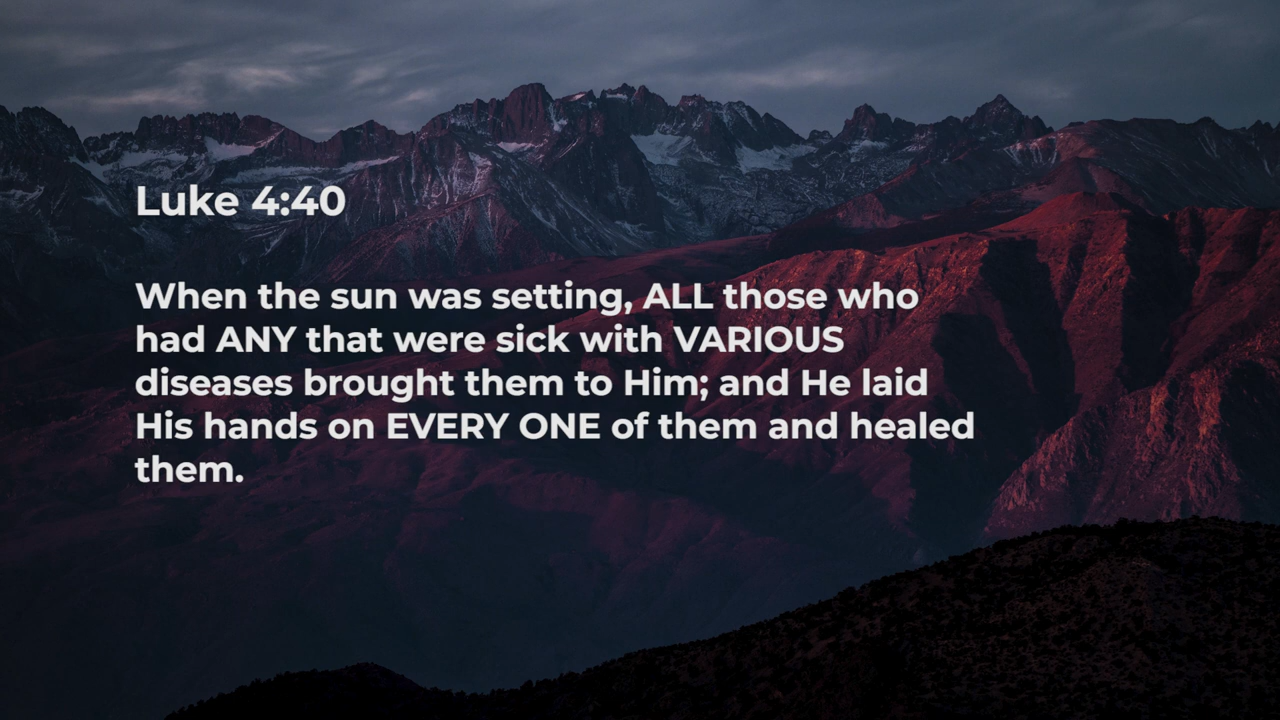 Luke 4:40
When the sun was setting, ALL those who
had ANY that were sick with VARIOUS
diseases brought them to Him; and He laid
His hands on EVERY ONE of them and healed
them.